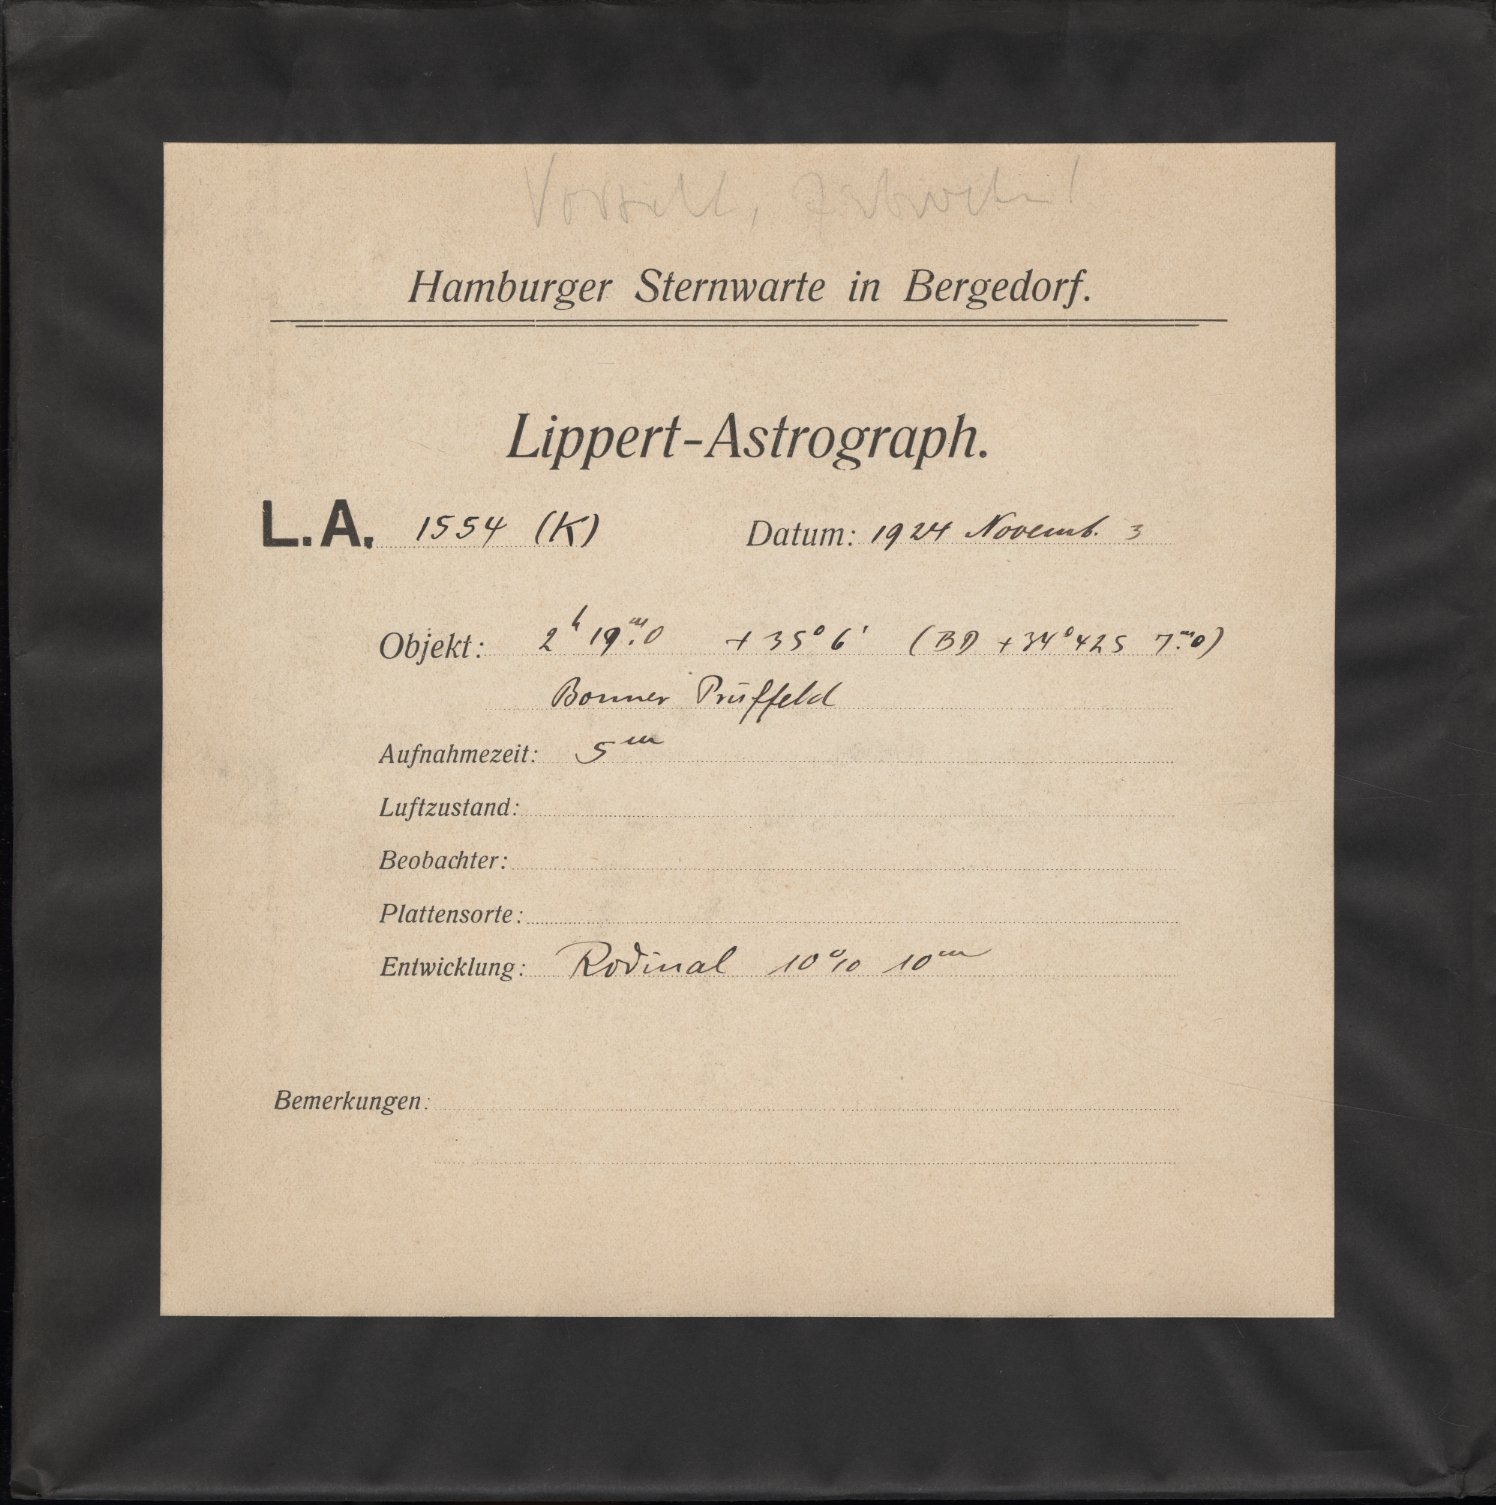 Vorsicht, zerbrochen!
Hamburger Sternwarte in Bergedorf.
Lippert-Astrograph.
L.A. 1554 (K) Datum: 1924 Novemb. 3
Objekt: 2ʰ 19ᵐ.0 + 35° 6' (BD + 34° 425 7ᵐ.0)
Bonner Prüffeld
Aufnahmezeit: 5ᵐ
Luftzustand:
Beobachter:
Plattensorte:
Entwicklung: Rodinal 10% 10ᵐ
Bemerkungen: